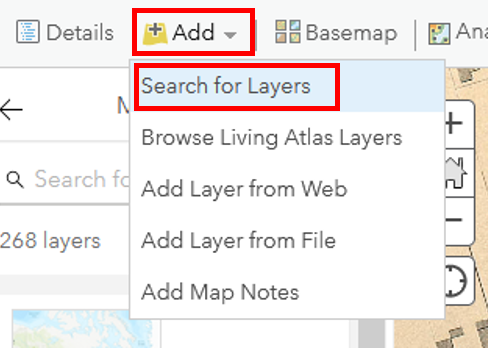 Details Add Basemap Ana
M
Search for Layers
Browse Living Atlas Layers
Search fo
Add Layer from Web
268 layers
Add Layer from File
Add Map Notes